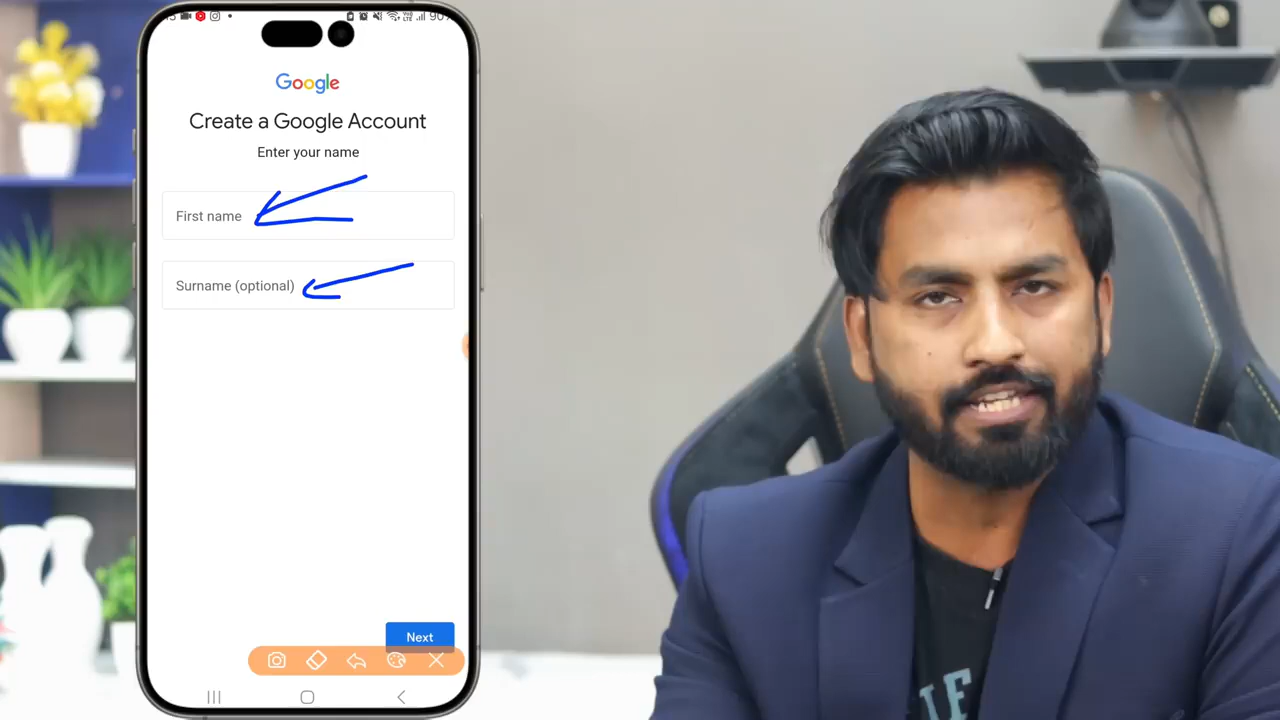 Google
Create a Google Account
Enter your name
First name
Surname (optional)
Next